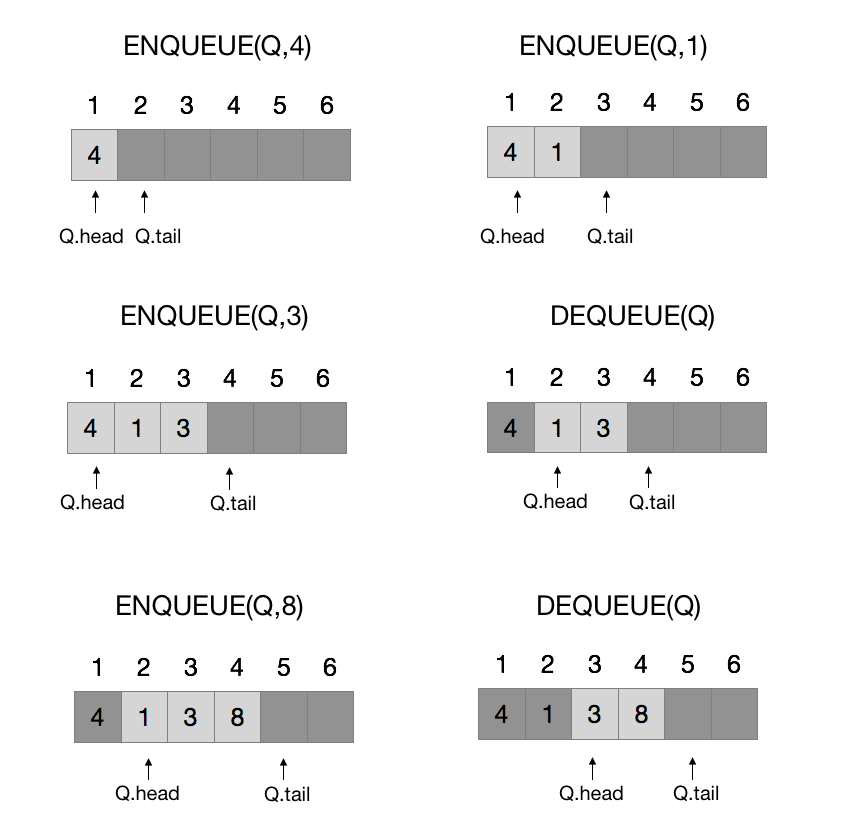 ENQUEUE(Q,4)
1 2 3 4 5 6
4
Q.head Q.tail
ENQUEUE(Q,1)
1 2 3 4 5 6
4 1
Q.head Q.tail
ENQUEUE(Q,3)
1 2 3 4 5 6
4 1 3
Q.head Q.tail
DEQUEUE(Q)
1 2 3 4 5 6
4 1 3
Q.head Q.tail
ENQUEUE(Q,8)
1 2 3 4 5 6
4 1 3 8
Q.head Q.tail
DEQUEUE(Q)
1 2 3 4 5 6
4 1 3 8
Q.head Q.tail